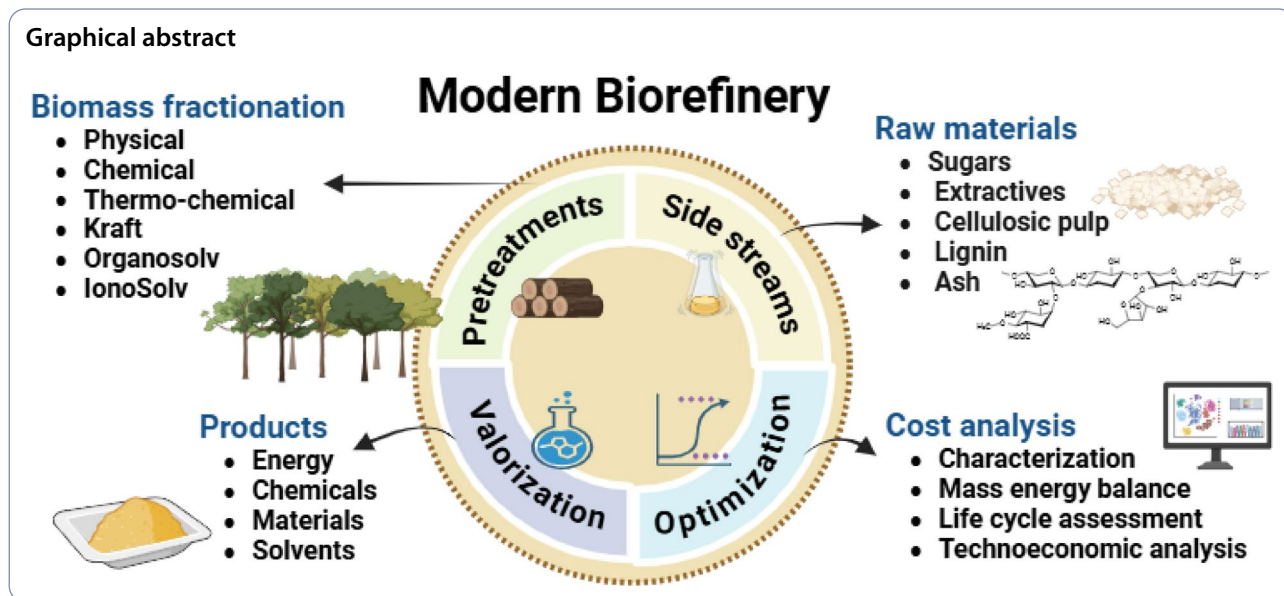 Graphical abstract
Modern Biorefinery
Biomass fractionation
• Physical
• Chemical
• Thermo-chemical
• Kraft
• Organosolv
• IonoSolv
Raw materials
• Sugars
• Extractives
• Cellulosic pulp
• Lignin
• Ash
Pretreatments
Side streams
Valorization
Optimization
Products
• Energy
• Chemicals
• Materials
• Solvents
Cost analysis
• Characterization
• Mass energy balance
• Life cycle assessment
• Technoeconomic analysis